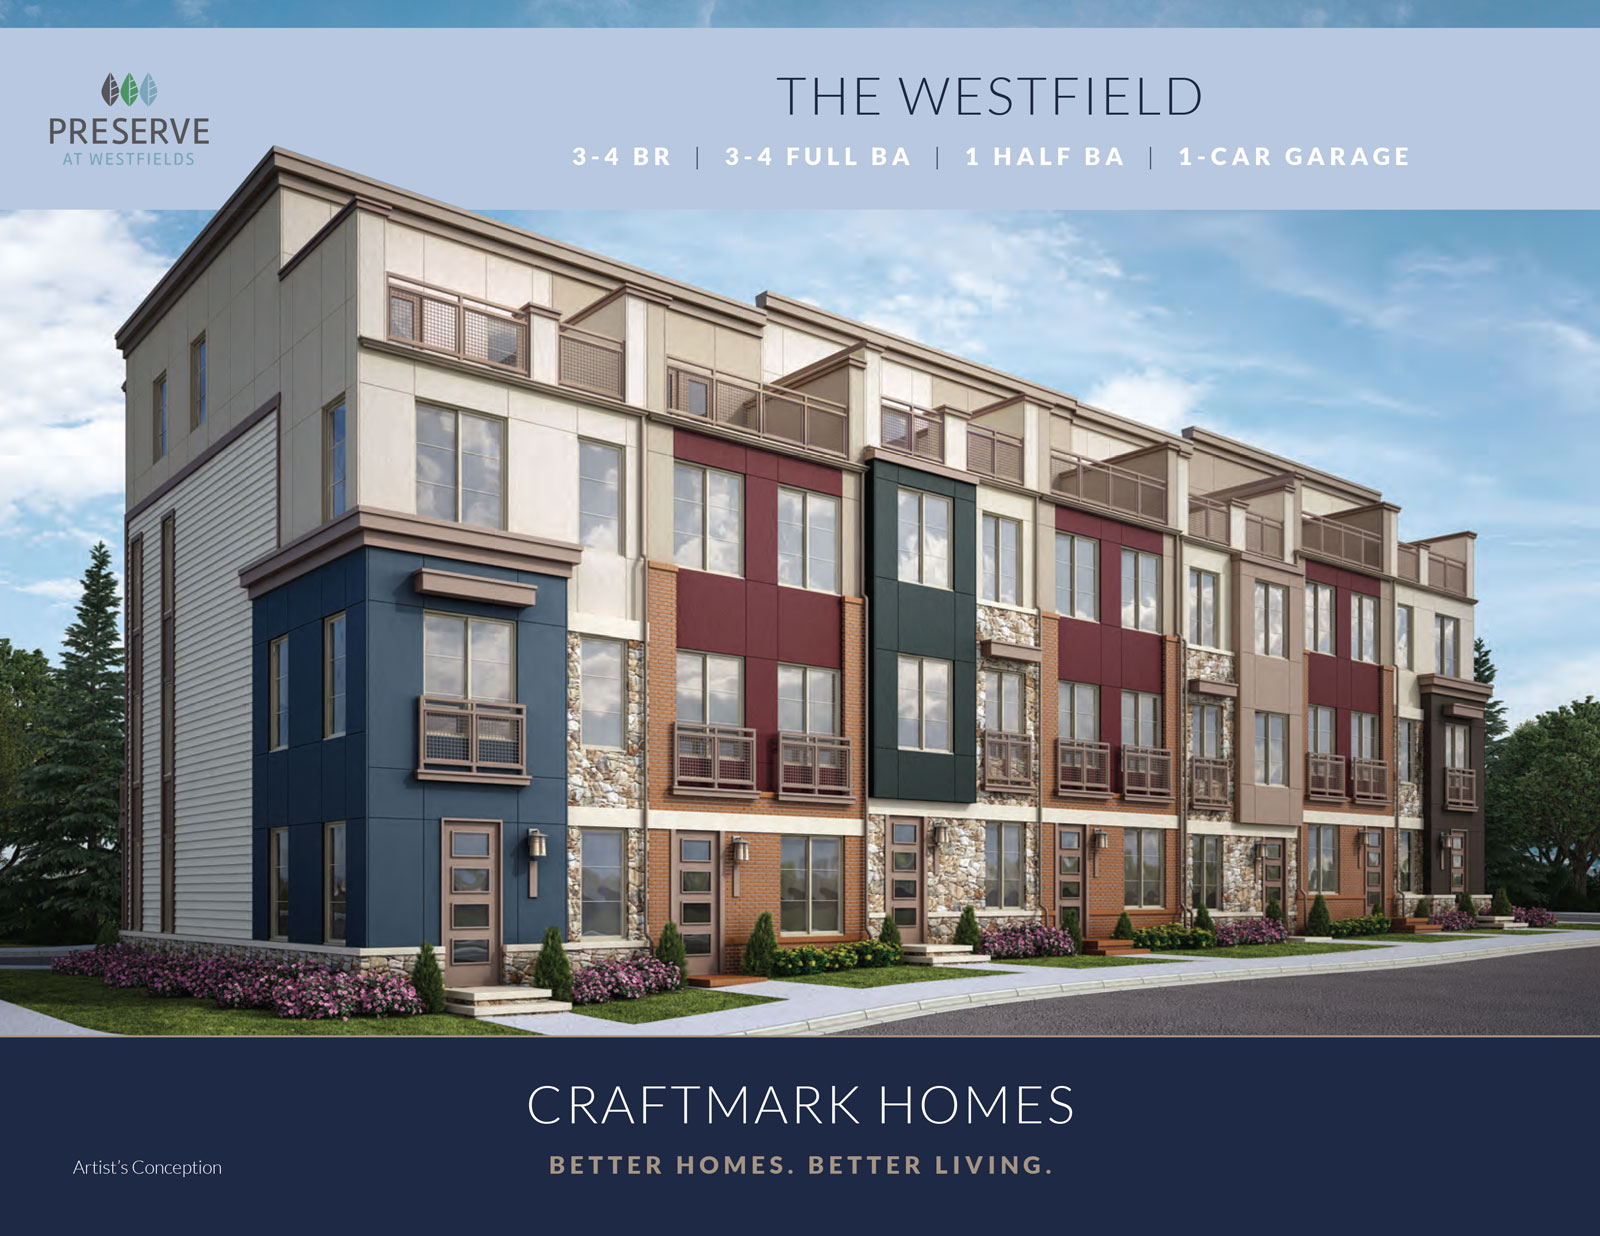 PRESERVE
AT WESTFIELDS
THE WESTFIELD
3-4 BR | 3-4 FULL BA | 1 HALF BA | 1-CAR GARAGE
CRAFTMARK HOMES
BETTER HOMES. BETTER LIVING.
Artist's Conception